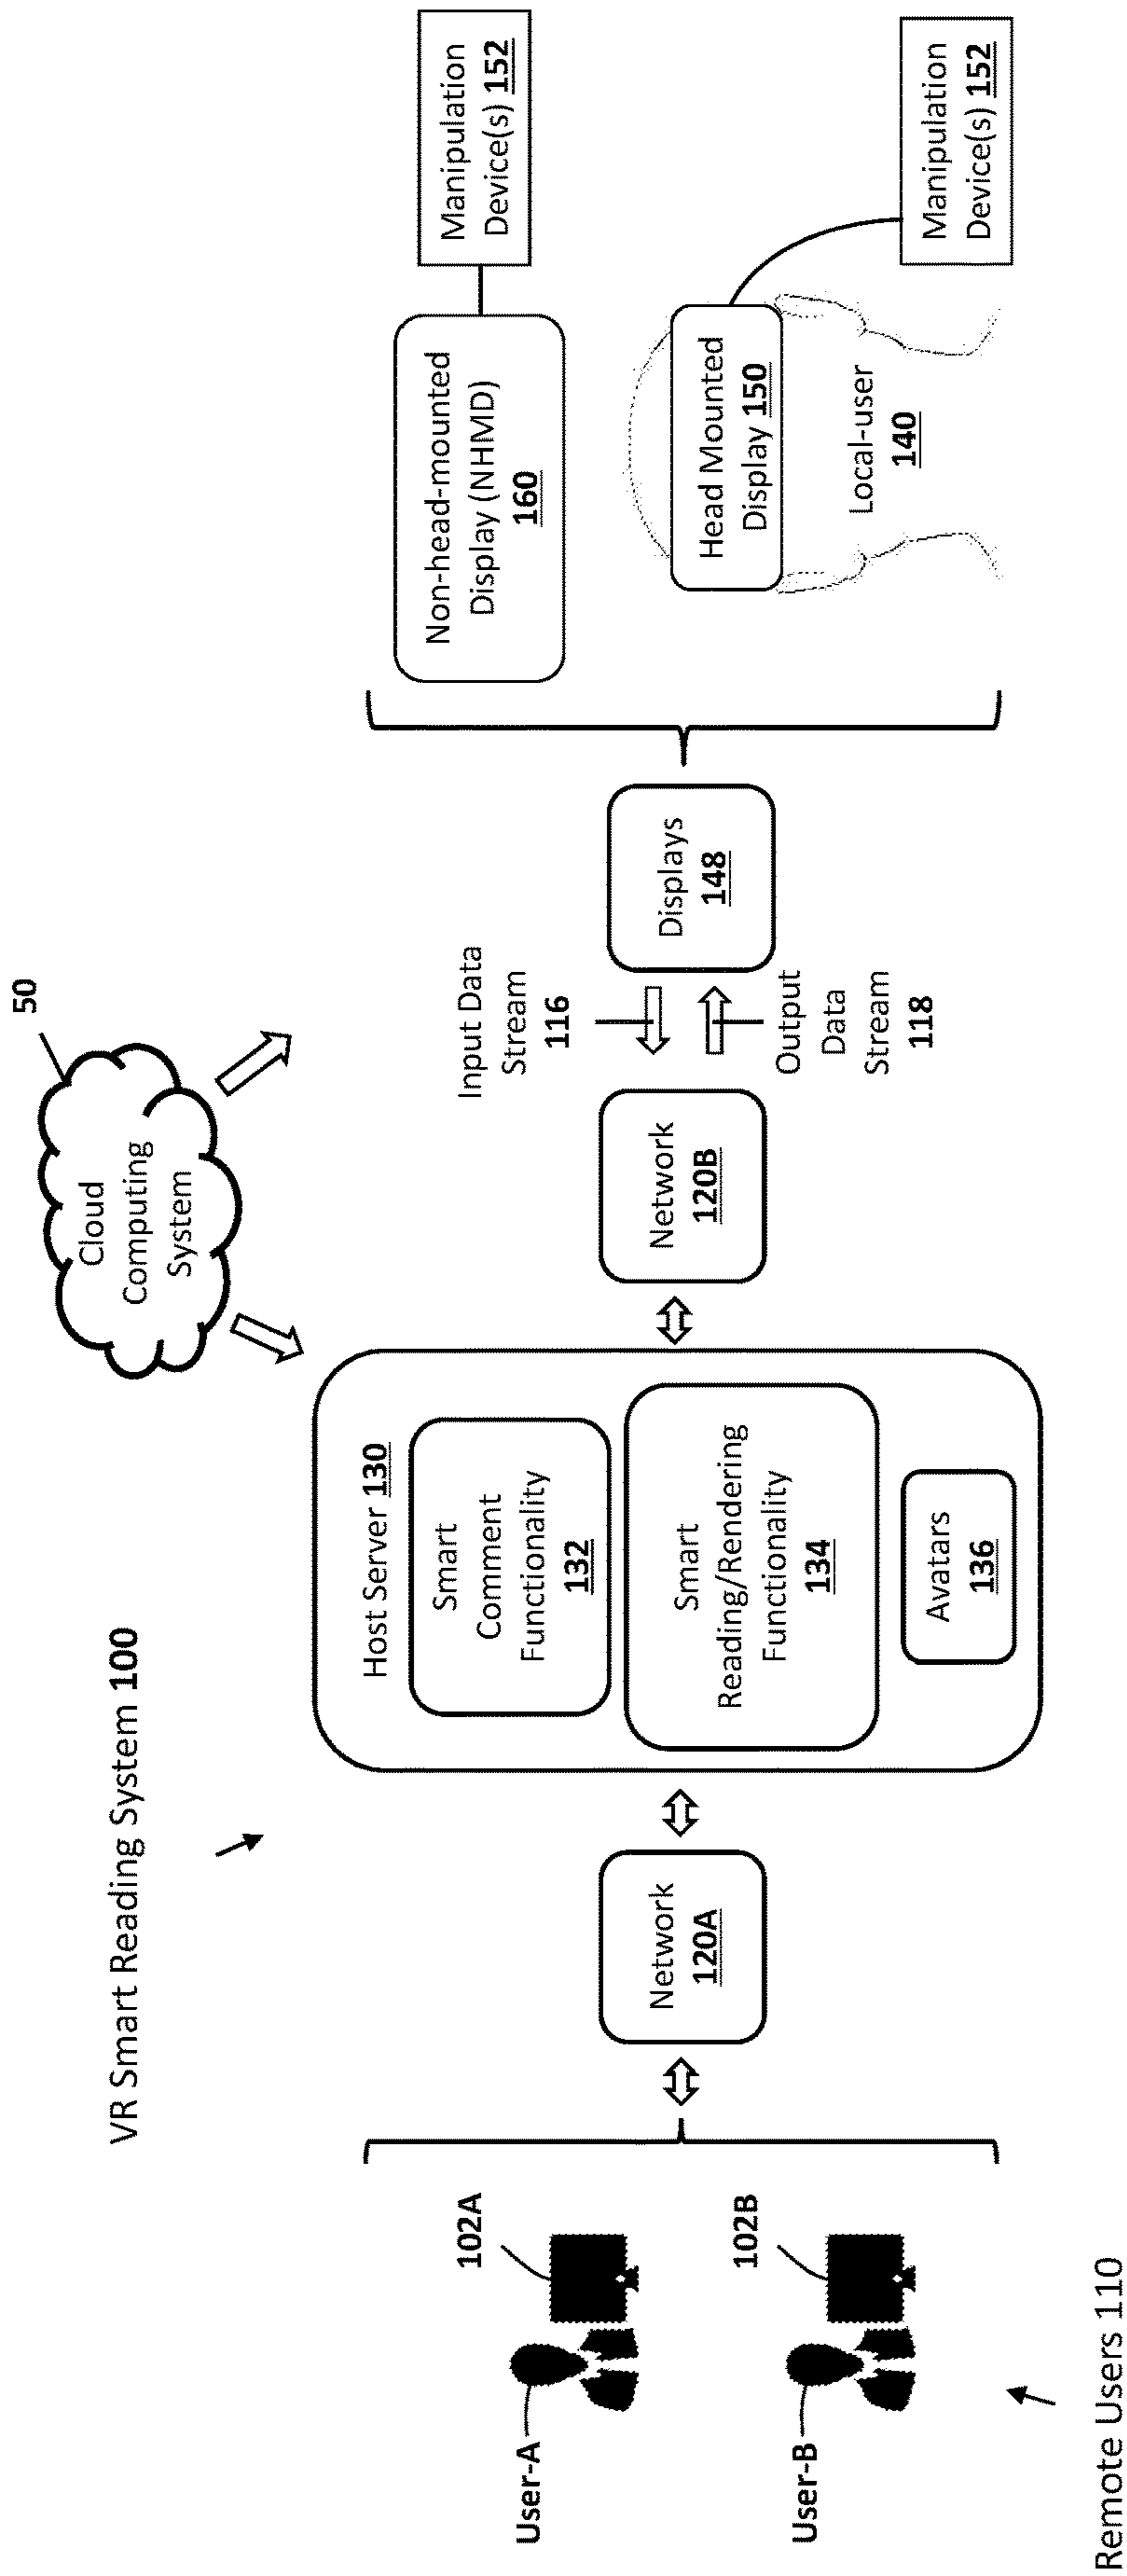 VR Smart Reading System 100
50
Cloud
Computing
System
User-A
102A
User-B
102B
Remote Users 110
Network
120A
Host Server 130
Smart
Comment
Functionality
132
Smart
Reading/Rendering
Functionality
134
Avatars
136
Network
120B
Input Data
Stream
116
Output
Data
Stream
118
Displays
148
Non-head-mounted
Display (NHMD)
160
Manipulation
Device(s) 152
Head Mounted
Display 150
Local-user
140
Manipulation
Device(s) 152